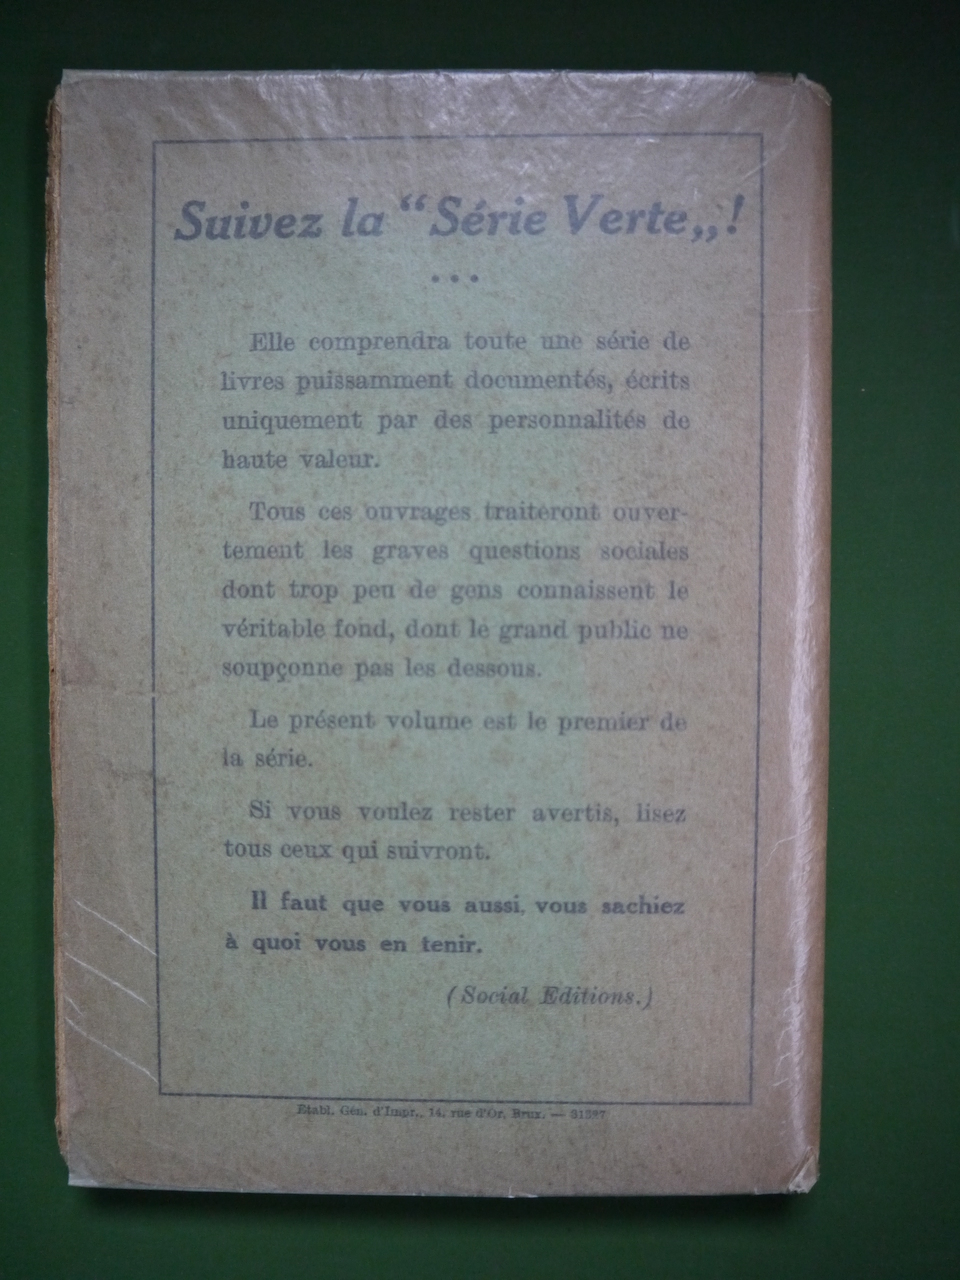 Suivez la “Série Verte„!
• • •
Elle comprendra toute une série de
livres puissamment documentés, écrits
uniquement par des personnalités de
haute valeur.
Tous ces ouvrages traiteront ouver-
tement les graves questions sociales
dont trop peu de gens connaissent le
véritable fond, dont le grand public ne
soupçonne pas les dessous.
Le présent volume est le premier de
la série.
Si vous voulez rester avertis, lisez
tous ceux qui suivront.
Il faut que vous aussi, vous sachiez
à quoi vous en tenir.
(Social Editions.)
Etabl. Gén. d'Impr., 14, rue d'Or, Brux. — 31397